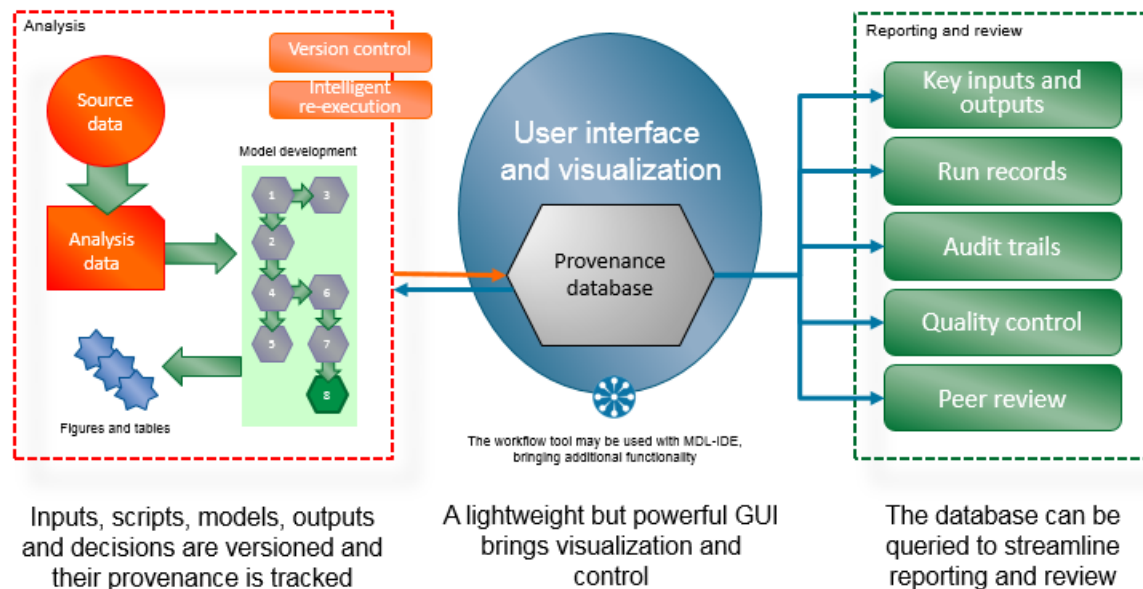 Analysis
Version control
Intelligent
re-execution
Source
data
Model development
1
3
2
Analysis
data
4
6
5
7
8
Figures and tables
User interface
and visualization
Provenance
database
The workflow tool may be used with MDL-IDE,
bringing additional functionality
Reporting and review
Key inputs and
outputs
Run records
Audit trails
Quality control
Peer review
Inputs, scripts, models, outputs
and decisions are versioned and
their provenance is tracked
A lightweight but powerful GUI
brings visualization and
control
The database can be
queried to streamline
reporting and review